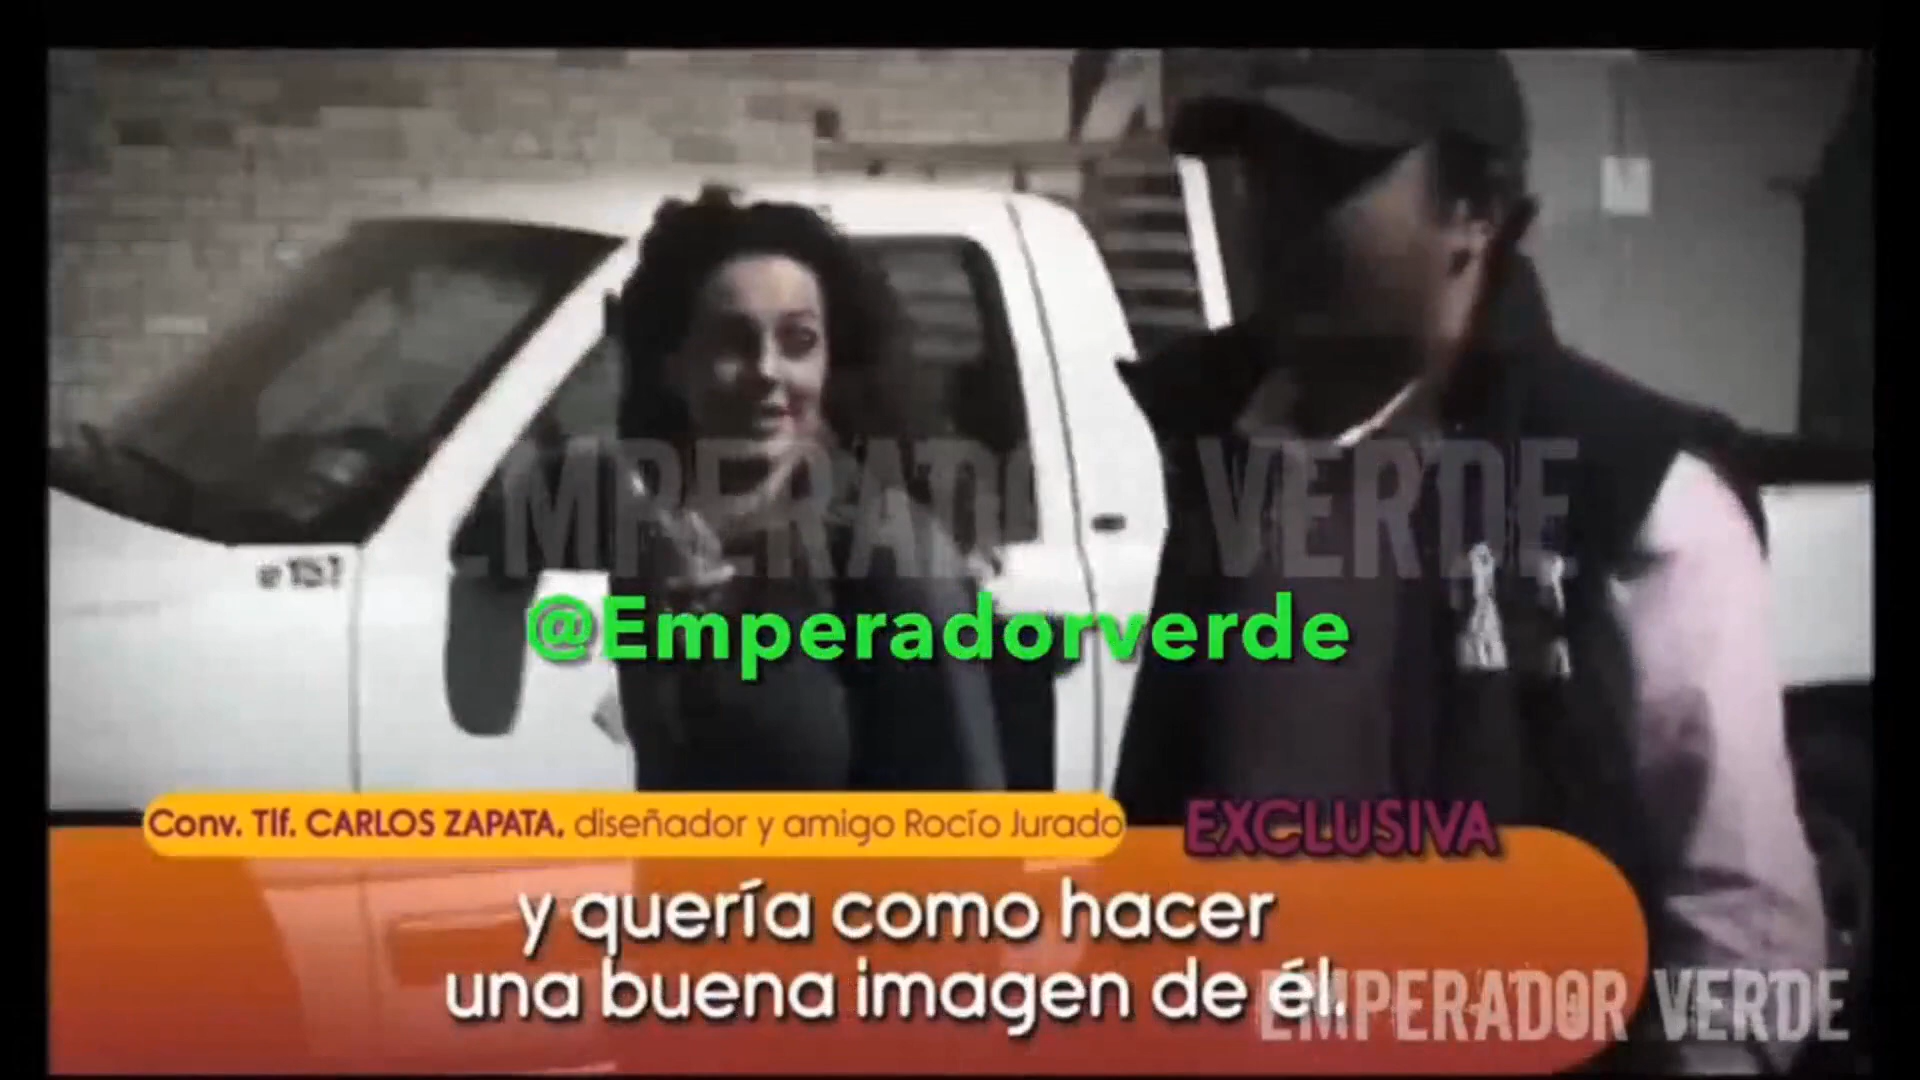 EMPERADOR VERDE
@Emperadorverde
e157
Conv. Tlf. CARLOS ZAPATA, diseñador y amigo Rocío Jurado
EXCLUSIVA
y quería como hacer
una buena imagen de él.
EMPERADOR VERDE